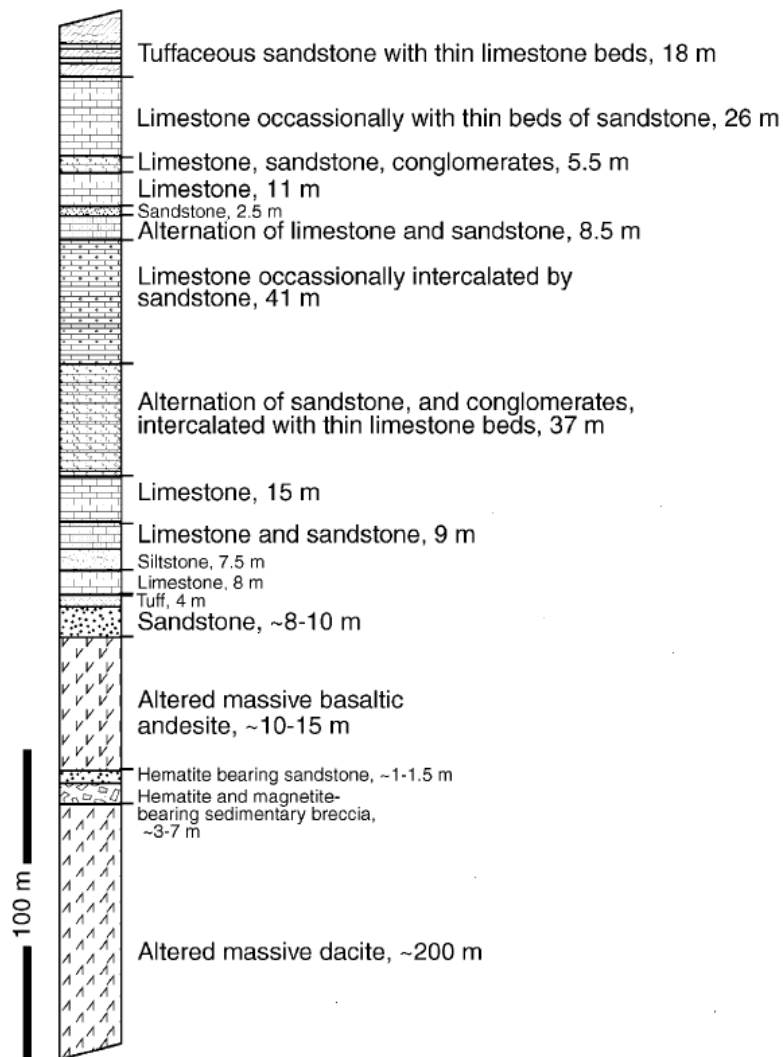 Tuffaceous sandstone with thin limestone beds, 18 m
Limestone occassionally with thin beds of sandstone, 26 m
Limestone, sandstone, conglomerates, 5.5 m
Limestone, 11 m
Sandstone, 2.5 m
Alternation of limestone and sandstone, 8.5 m
Limestone occassionally intercalated by
sandstone, 41 m
Alternation of sandstone, and conglomerates,
intercalated with thin limestone beds, 37 m
Limestone, 15 m
Limestone and sandstone, 9 m
Siltstone, 7.5 m
Limestone, 8 m
Tuff, 4 m
Sandstone, ~8-10 m
Altered massive basaltic
andesite, ~10-15 m
Hematite bearing sandstone, ~1-1.5 m
Hematite and magnetite-
bearing sedimentary breccia,
~3-7 m
100 m
Altered massive dacite, ~200 m